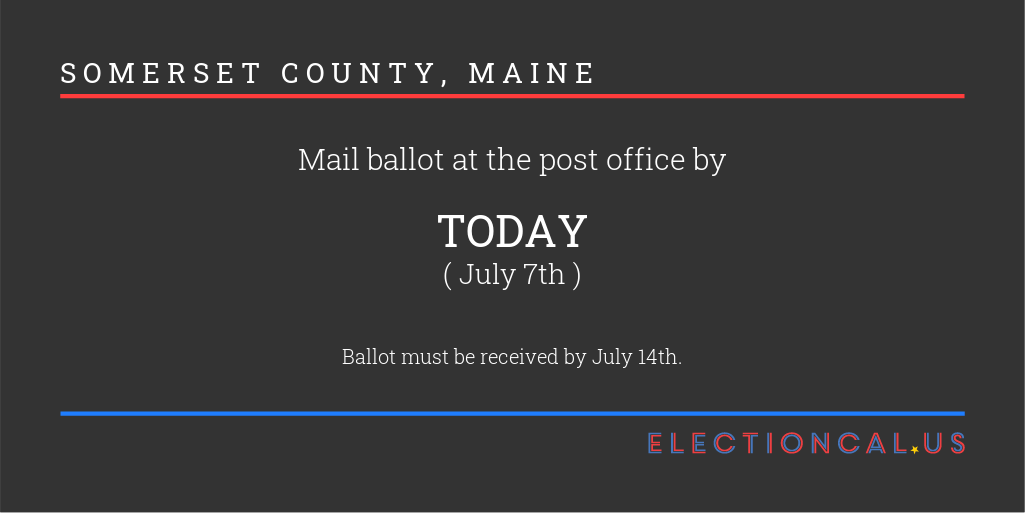 SOMERSET COUNTY, MAINE
Mail ballot at the post office by
TODAY
( July 7th )
Ballot must be received by July 14th.
ELECTIONCAL.US